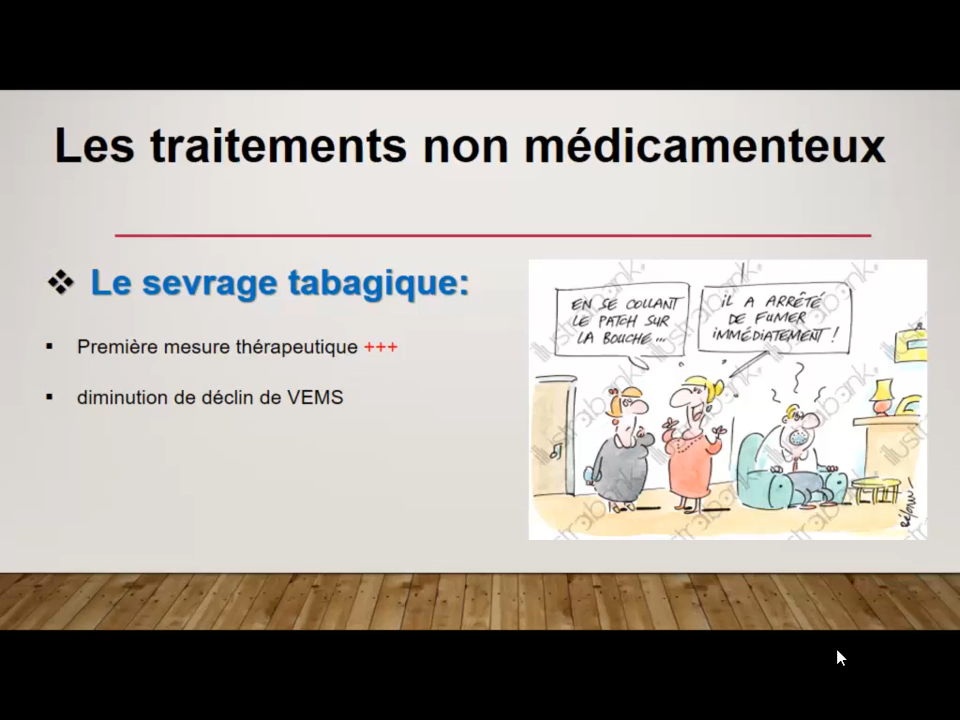 Les traitements non médicamenteux
Le sevrage tabagique:
Première mesure thérapeutique +++
diminution de déclin de VEMS
EN SE COLLANT
LE PATCH SUR
LA BOUCHE...
iL A ARRÊTÉ
DE FUMER
iMMÉDIATEMENT !
illustrabank.